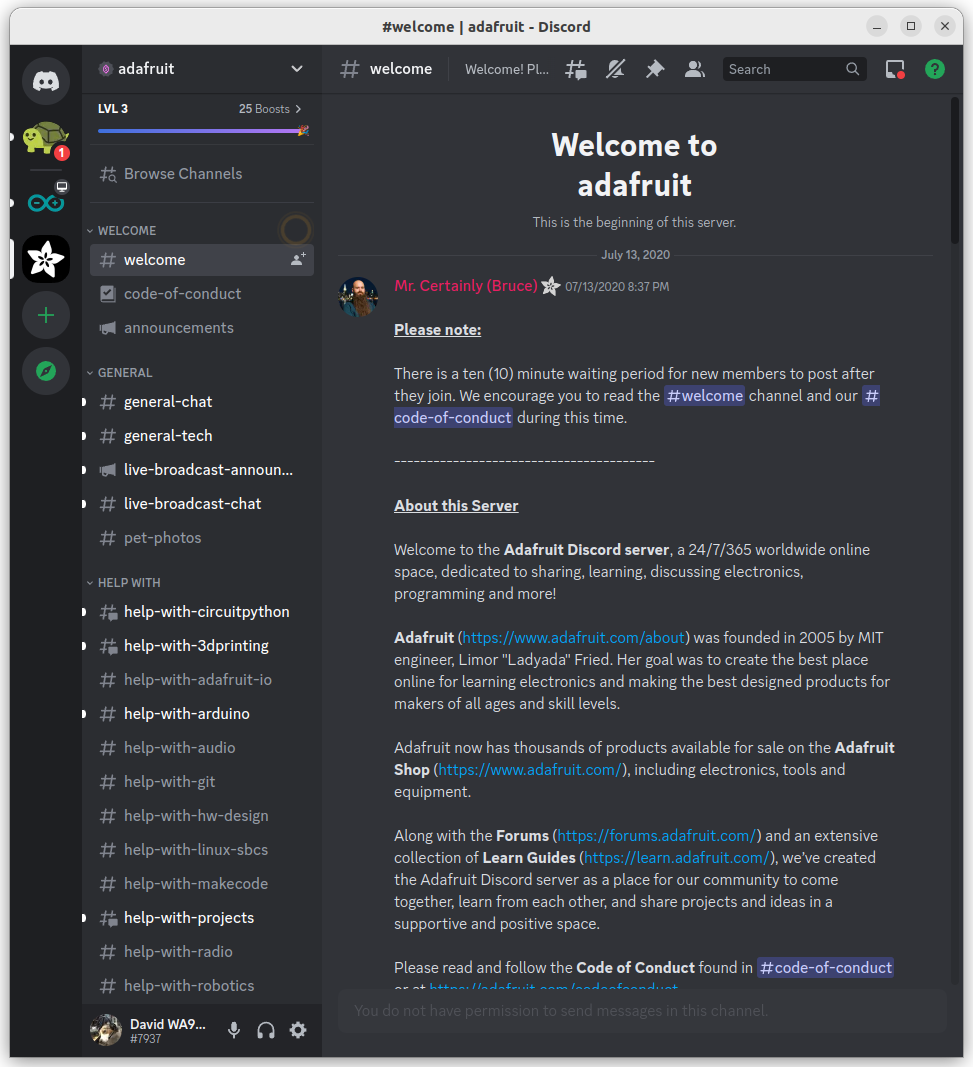 #welcome | adafruit - Discord
adafruit
LVL 3
25 Boosts
Browse Channels
WELCOME
welcome
code-of-conduct
announcements
GENERAL
general-chat
general-tech
live-broadcast-announ...
live-broadcast-chat
pet-photos
HELP WITH
help-with-circuitpython
help-with-3dprinting
help-with-adafruit-io
help-with-arduino
help-with-audio
help-with-git
help-with-hw-design
help-with-linux-sbcs
help-with-makecode
help-with-projects
help-with-radio
help-with-robotics
1
David WA9...
#7937
# welcome
Welcome! Pl...
Search
?
Welcome to
adafruit
This is the beginning of this server.
July 13, 2020
Mr. Certainly (Bruce) 07/13/2020 8:37 PM
Please note:
There is a ten (10) minute waiting period for new members to post after
they join. We encourage you to read the #welcome channel and our #
code-of-conduct during this time.
----------------------------------------
About this Server
Welcome to the Adafruit Discord server, a 24/7/365 worldwide online
space, dedicated to sharing, learning, discussing electronics,
programming and more!
Adafruit (https://www.adafruit.com/about) was founded in 2005 by MIT
engineer, Limor "Ladyada" Fried. Her goal was to create the best place
online for learning electronics and making the best designed products for
makers of all ages and skill levels.
Adafruit now has thousands of products available for sale on the Adafruit
Shop (https://www.adafruit.com/), including electronics, tools and
equipment.
Along with the Forums (https://forums.adafruit.com/) and an extensive
collection of Learn Guides (https://learn.adafruit.com/), we've created
the Adafruit Discord server as a place for our community to come
together, learn from each other, and share projects and ideas in a
supportive and positive space.
Please read and follow the Code of Conduct found in #code-of-conduct
or at https://adafruit.com/codeofconduct
You do not have permission to send messages in this channel.